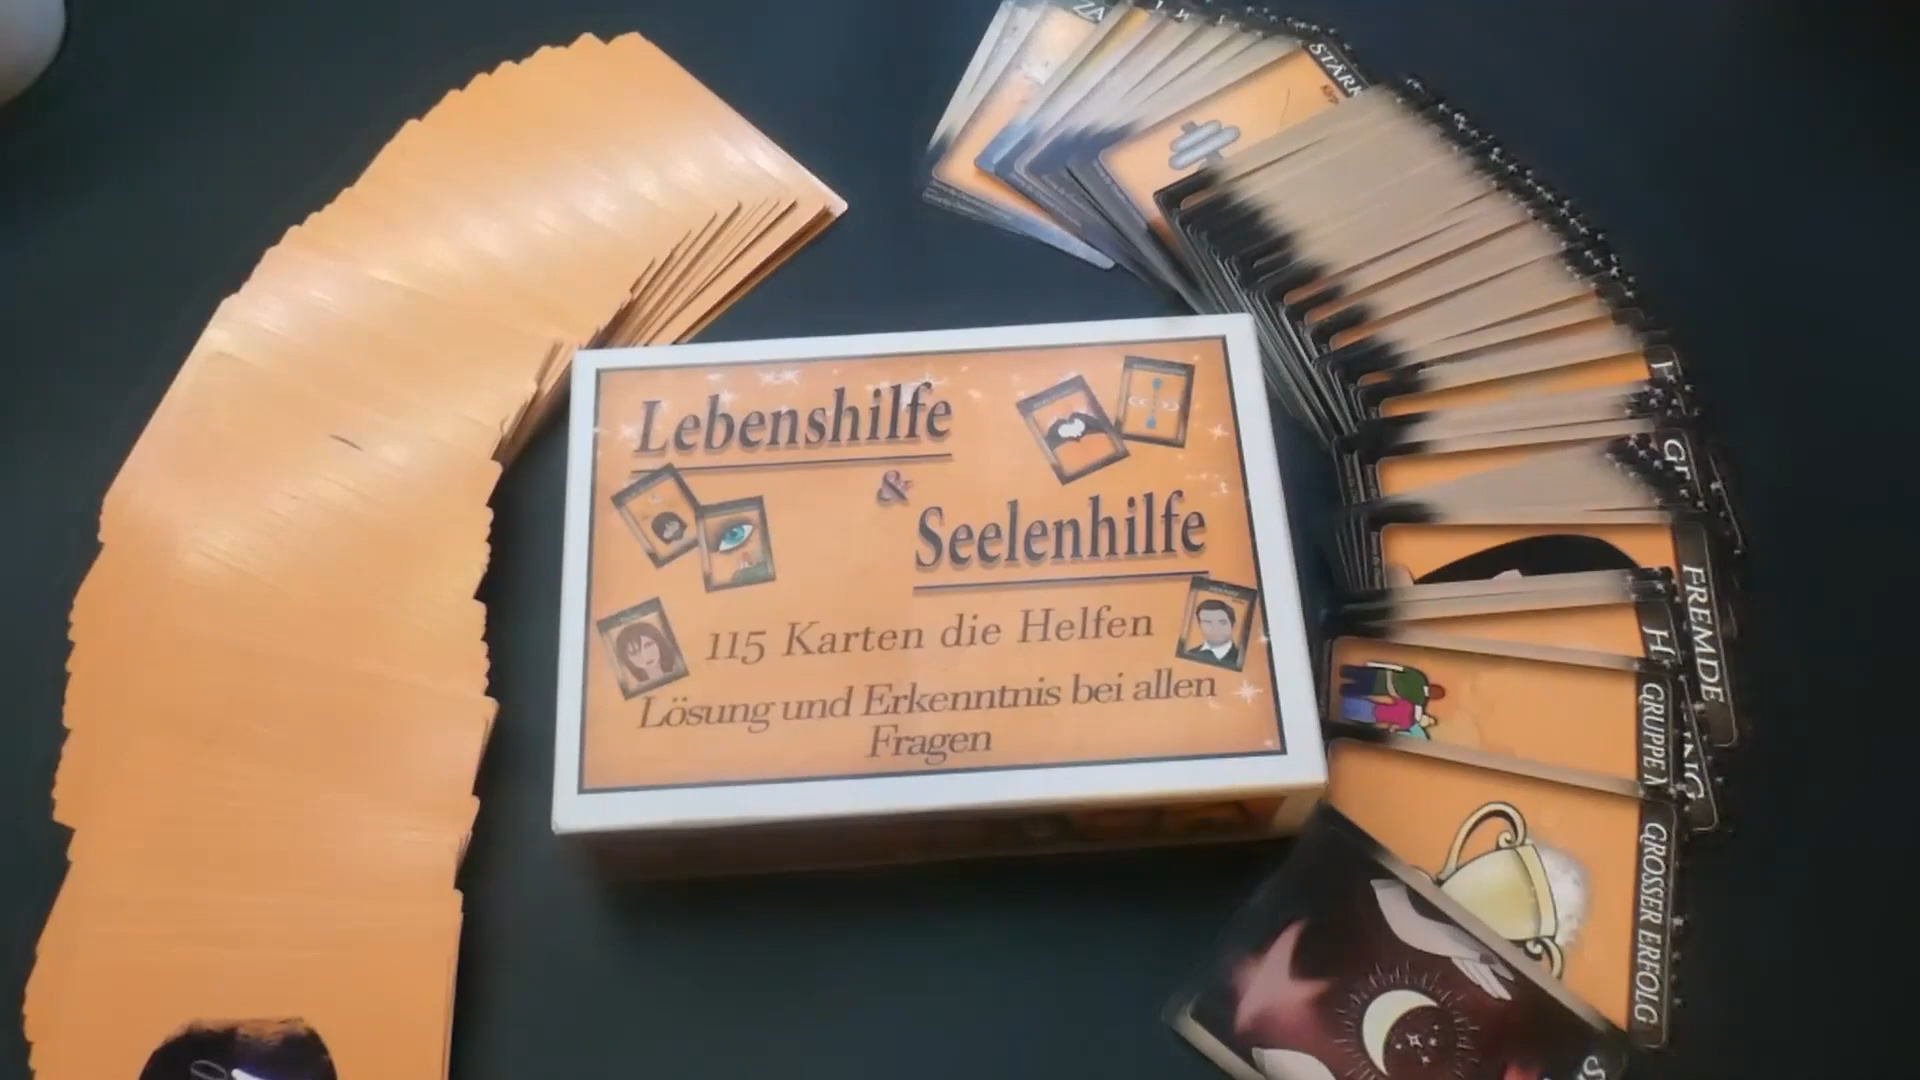 Lebenshilfe
&
Seelenhilfe
115 Karten die Helfen
Lösung und Erkenntnis bei allen
Fragen
FREMDE
GRUPPE
GROSSER ERFOLG